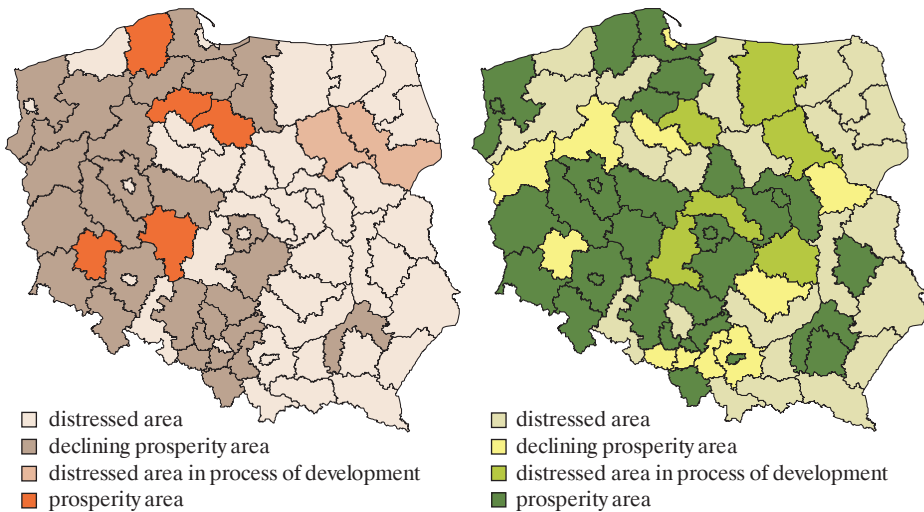 distressed area
declining prosperity area
distressed area in process of development
prosperity area
distressed area
declining prosperity area
distressed area in process of development
prosperity area